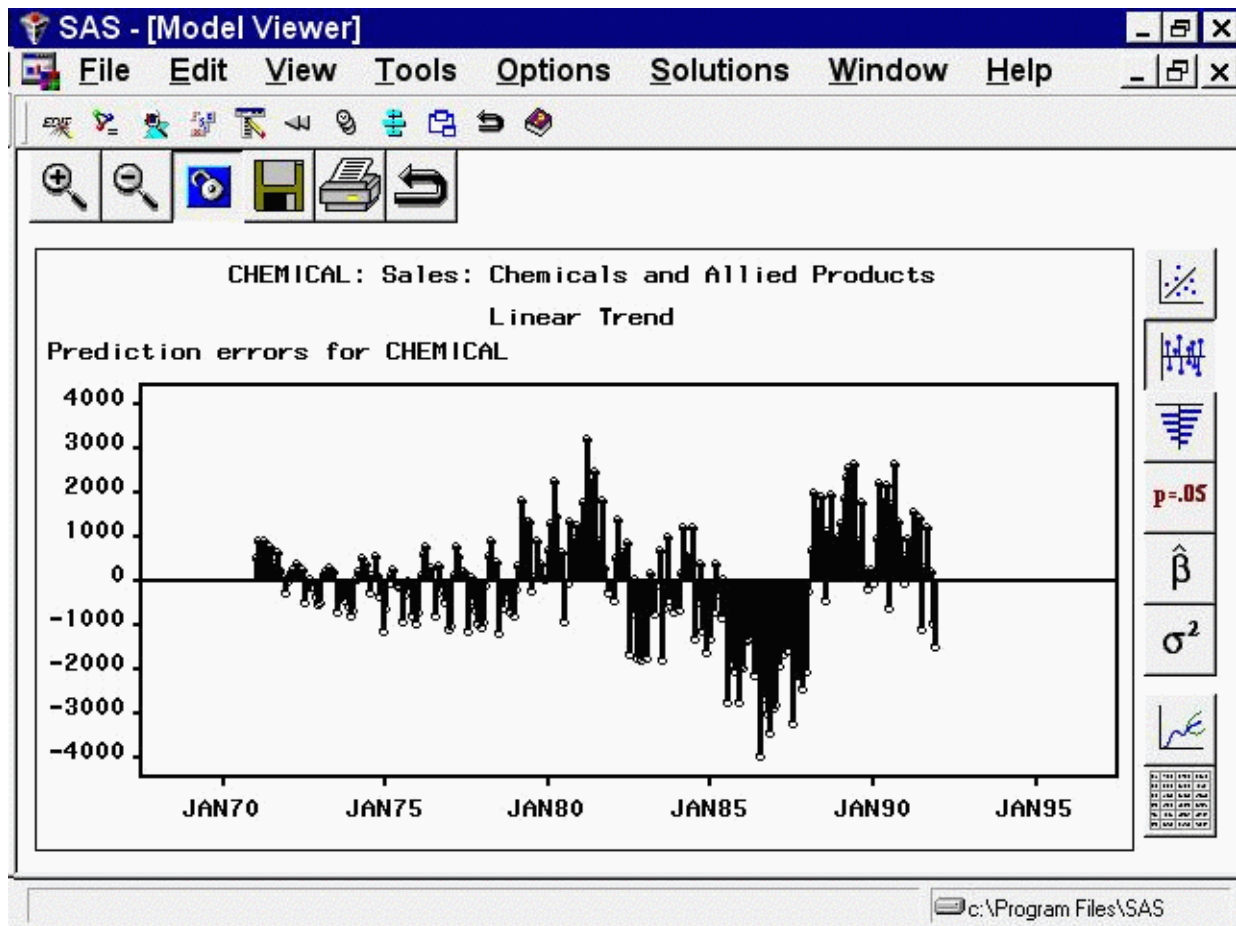 SAS - [Model Viewer]
File Edit View Tools Options Solutions Window Help
CHEMICAL: Sales: Chemicals and Allied Products
Linear Trend
Prediction errors for CHEMICAL
4000
3000
2000
1000
0
-1000
-2000
-3000
-4000
JAN70 JAN75 JAN80 JAN85 JAN90 JAN95
p=.05
β̂
σ²
c:\Program Files\SAS